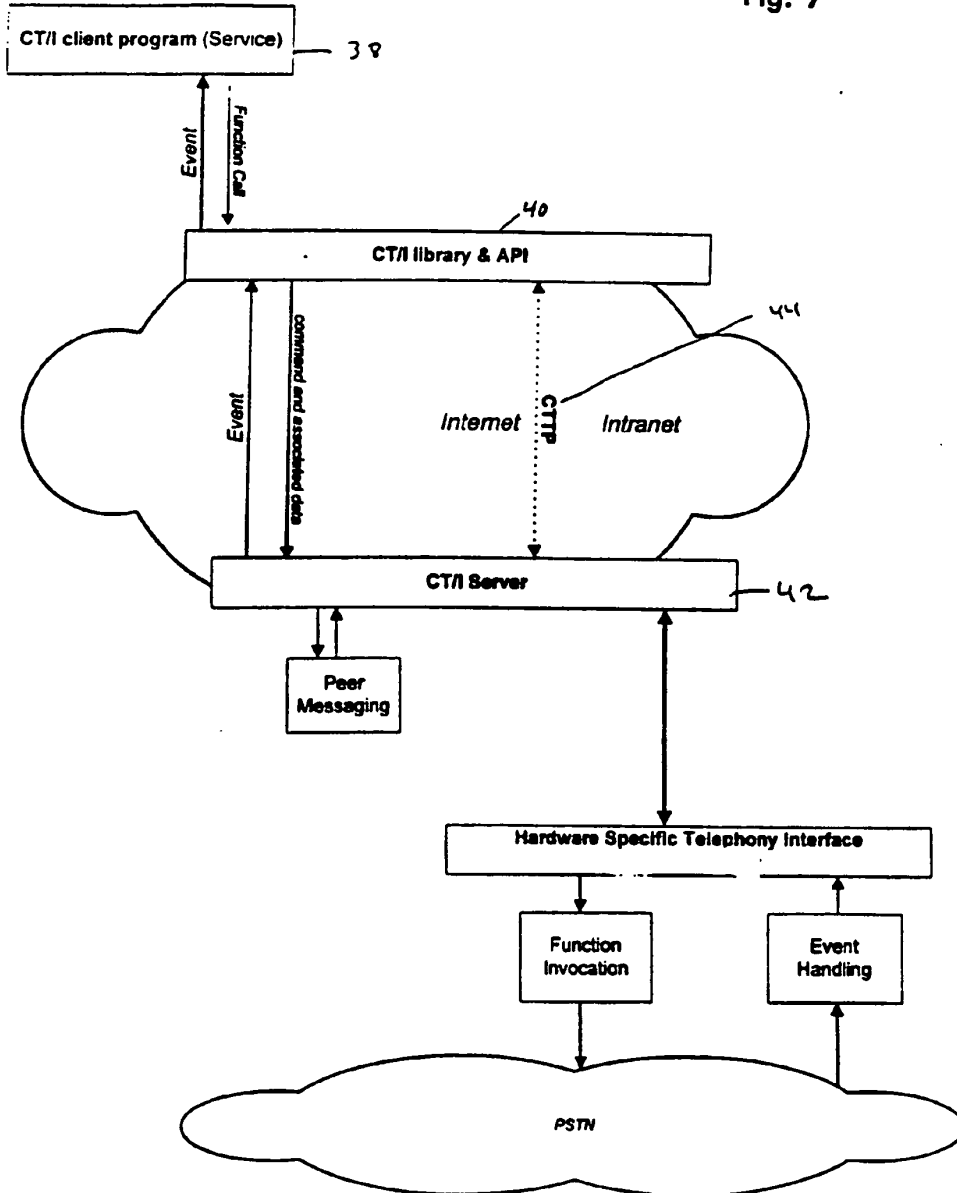 Fig. 7
CT/I client program (Service)
38
Event
Function Call
40
CT/I library & API
44
Event
command and associated data
Internet
CTTP
Intranet
CT/I Server
42
Peer
Messaging
Hardware Specific Telephony Interface
Function
Invocation
Event
Handling
PSTN